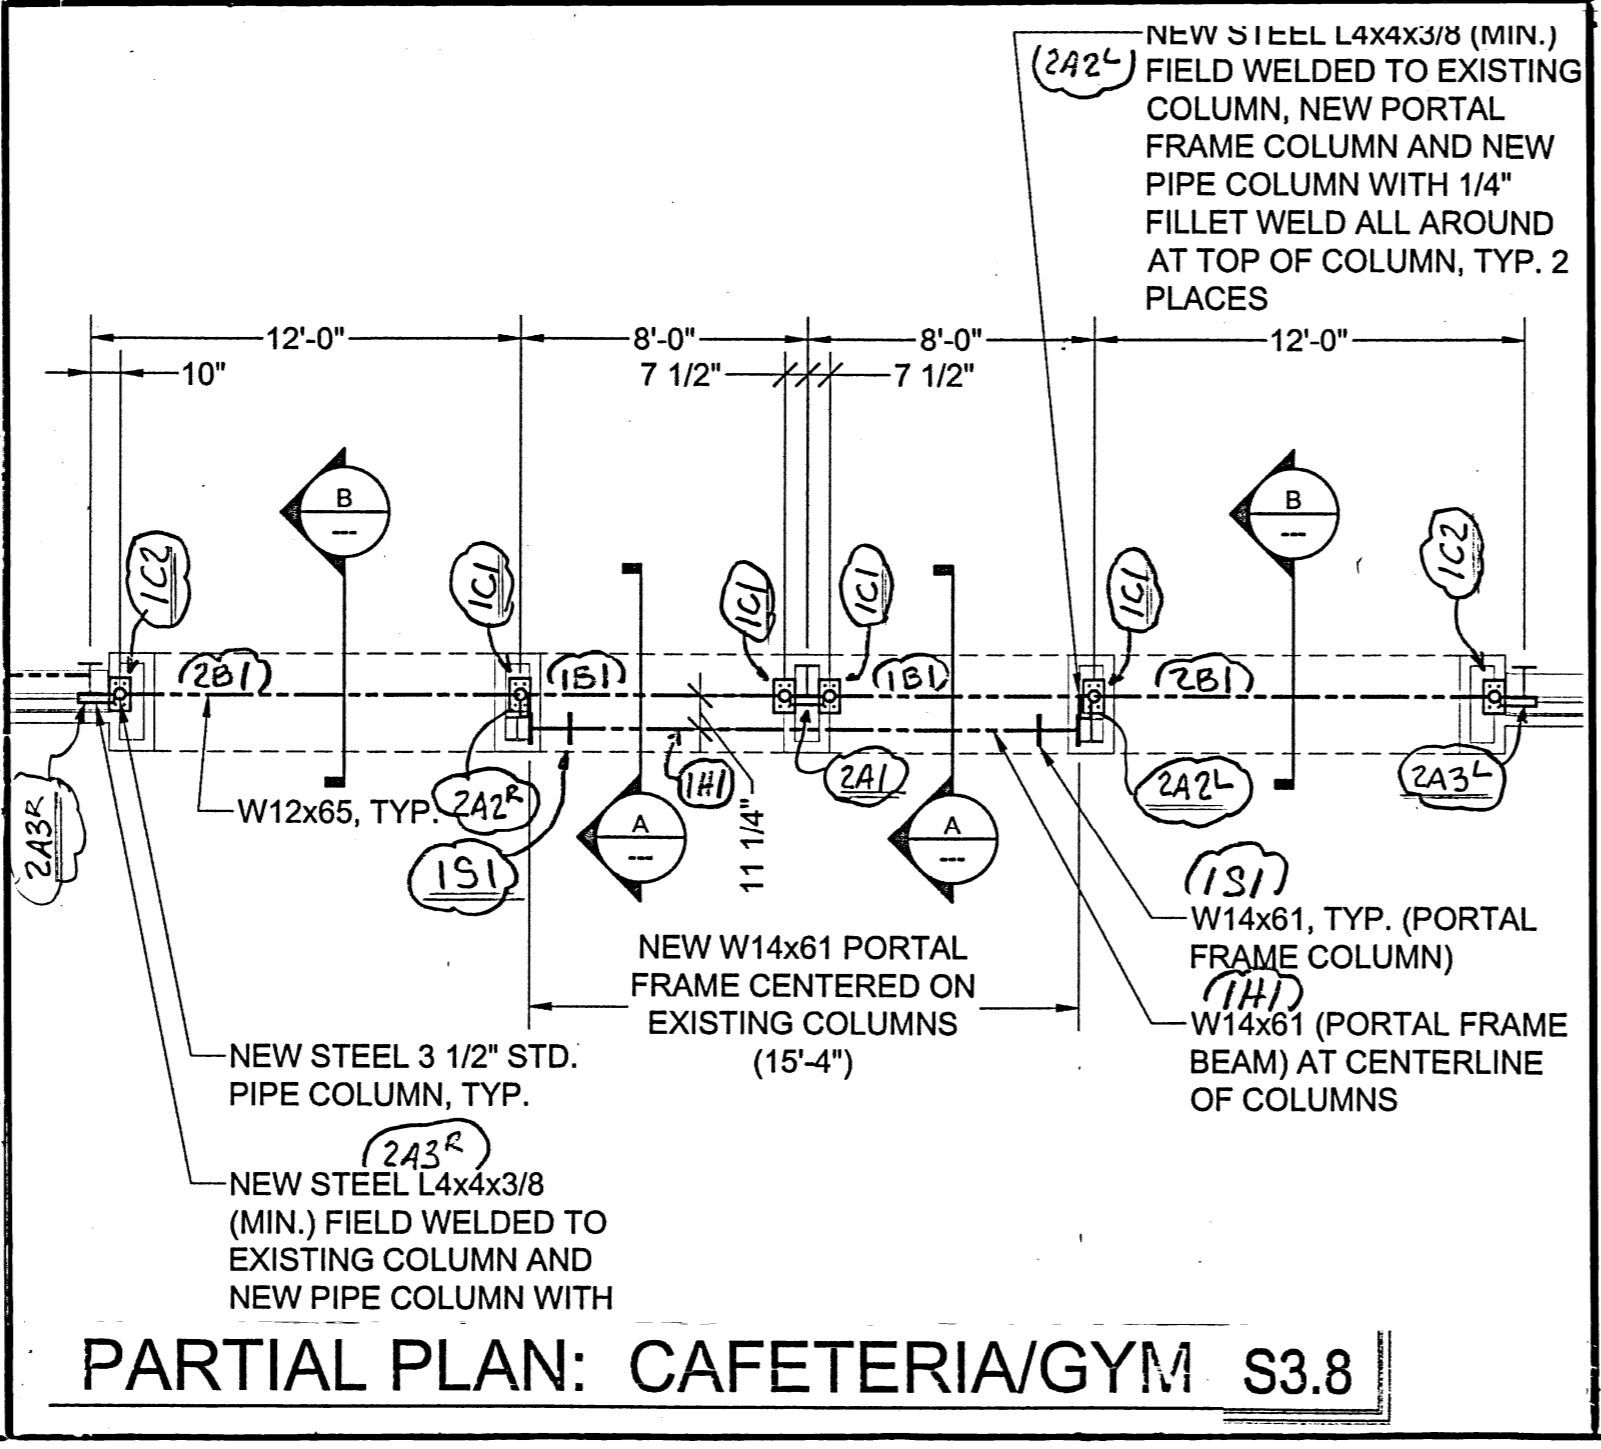 NEW STEEL L4x4x3/8 (MIN.)
2A2L
FIELD WELDED TO EXISTING
COLUMN, NEW PORTAL
FRAME COLUMN AND NEW
PIPE COLUMN WITH 1/4"
FILLET WELD ALL AROUND
AT TOP OF COLUMN, TYP. 2
PLACES
12'-0"
8'-0"
8'-0"
12'-0"
10"
7 1/2"
7 1/2"
B
---
B
---
1C2
1C1
1C1
1C1
1C1
1C2
2B1
1B1
1B1
2B1
2A3R
W12x65, TYP.
2A2R
1H1
2A1
2A2L
2A3L
11 1/4"
A
---
A
---
1S1
1S1
W14x61, TYP. (PORTAL
FRAME COLUMN)
NEW W14x61 PORTAL
FRAME CENTERED ON
EXISTING COLUMNS
(15'-4")
1H1
W14x61 (PORTAL FRAME
BEAM) AT CENTERLINE
OF COLUMNS
NEW STEEL 3 1/2" STD.
PIPE COLUMN, TYP.
2A3R
NEW STEEL L4x4x3/8
(MIN.) FIELD WELDED TO
EXISTING COLUMN AND
NEW PIPE COLUMN WITH
PARTIAL PLAN: CAFETERIA/GYM S3.8